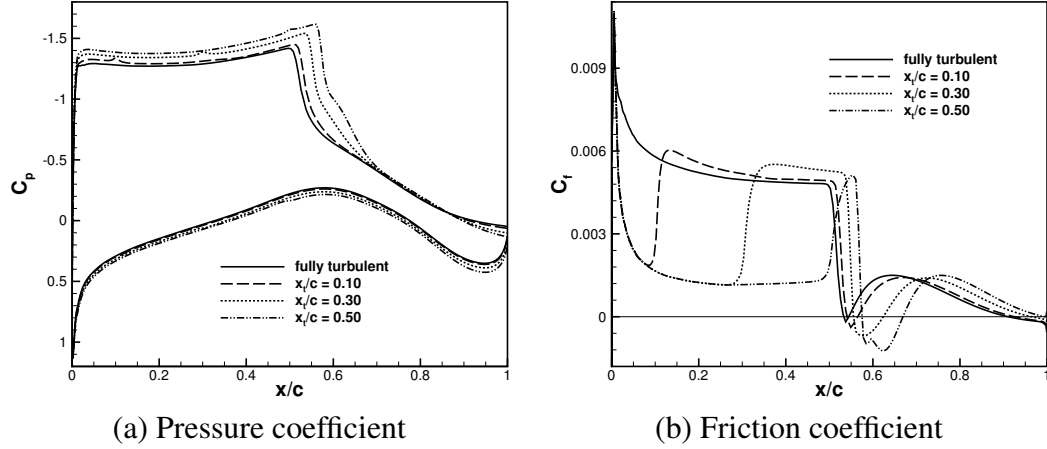 -1.5
-1
-0.5
0
0.5
1
C_p
fully turbulent
x_t/c = 0.10
x_t/c = 0.30
x_t/c = 0.50
0 0.2 0.4 0.6 0.8 1
x/c
(a) Pressure coefficient
0.009
0.006
0.003
0
C_f
fully turbulent
x_t/c = 0.10
x_t/c = 0.30
x_t/c = 0.50
0 0.2 0.4 0.6 0.8 1
x/c
(b) Friction coefficient